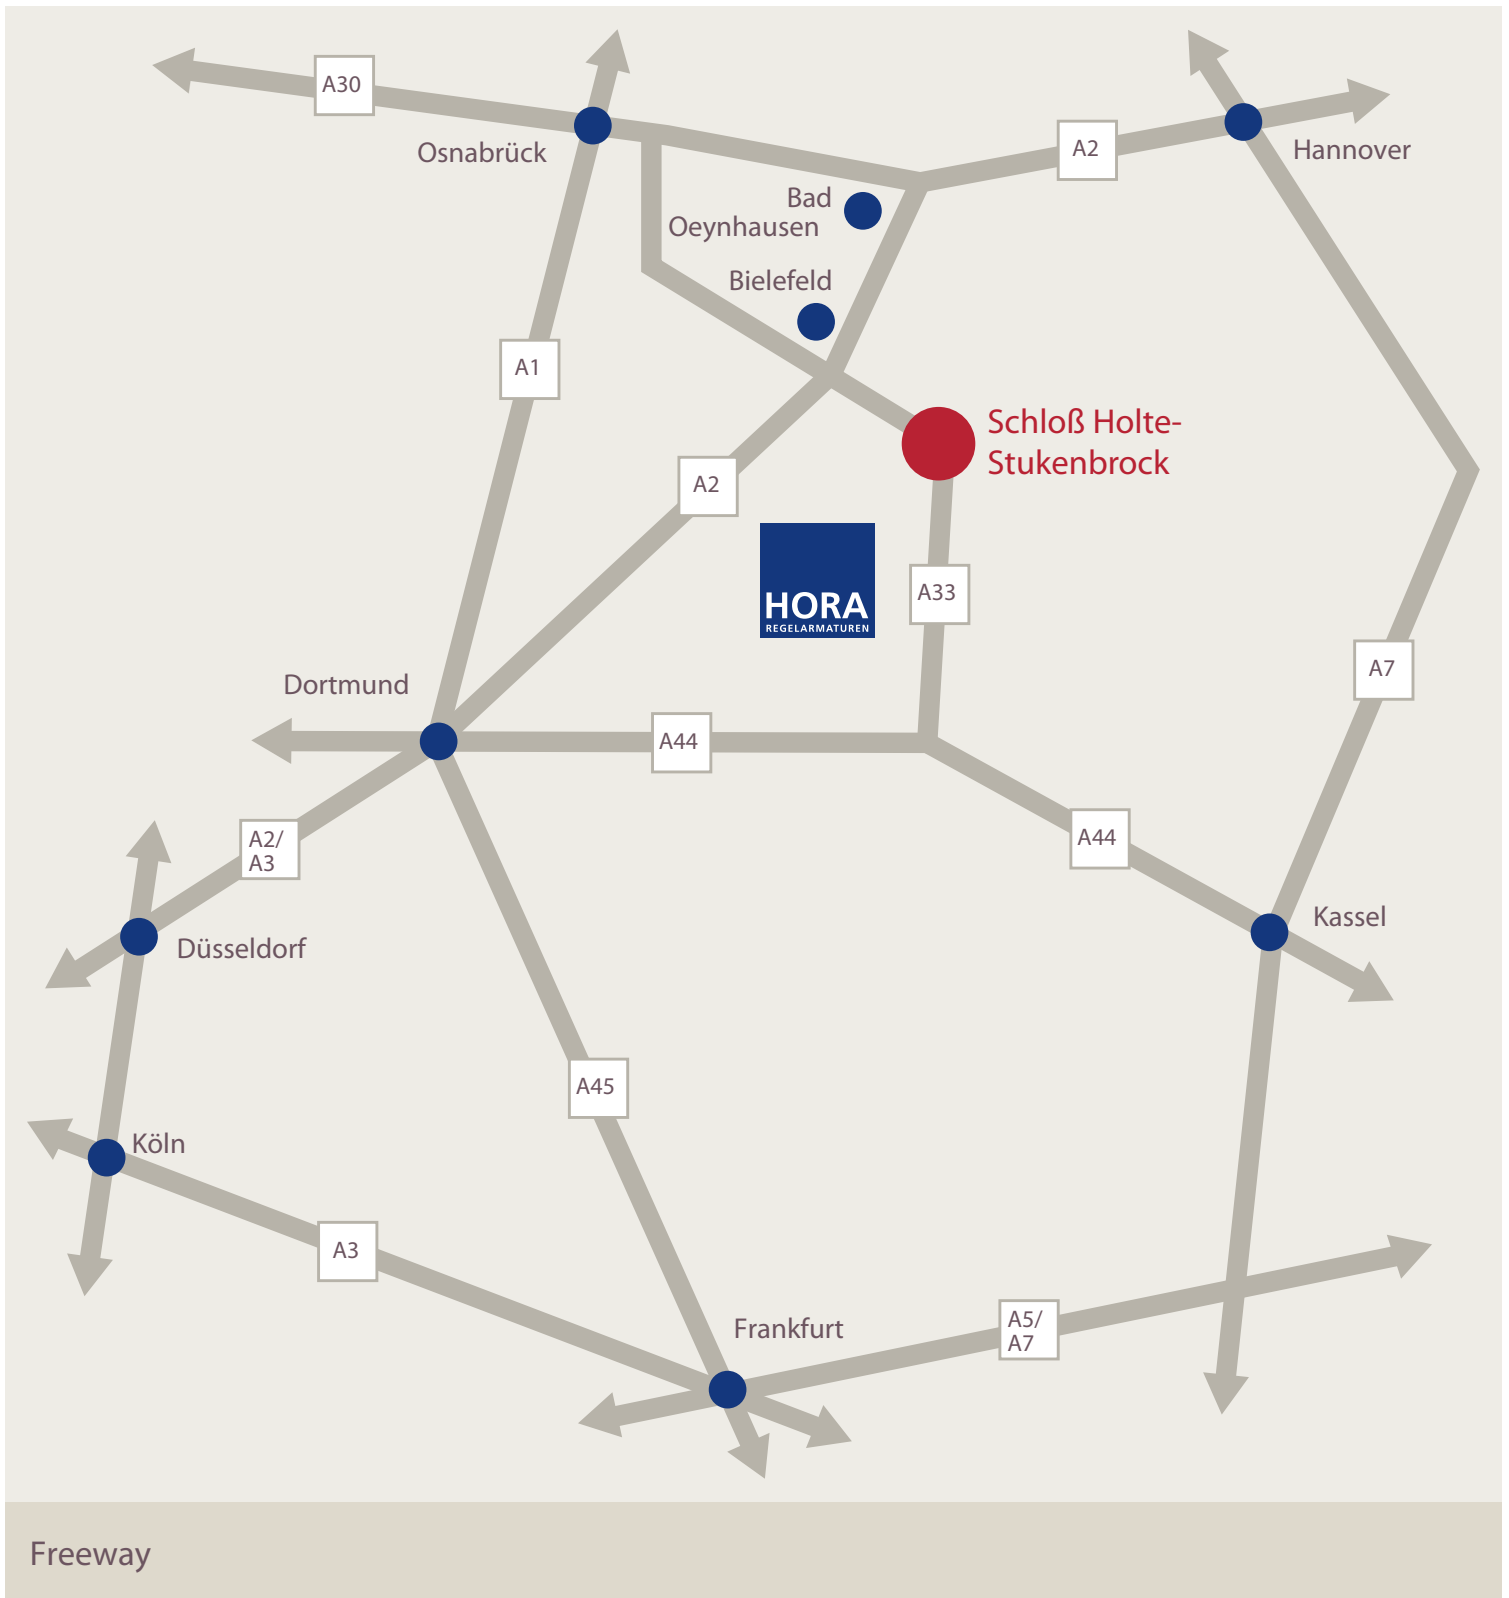 A30
Osnabrück
A2
Hannover
Bad
Oeynhausen
Bielefeld
A1
Schloß Holte-
Stukenbrock
A2
HORA
REGELARMATUREN
A33
A7
Dortmund
A44
A2/
A3
A44
Düsseldorf
Kassel
A45
Köln
A3
Frankfurt
A5/
A7
Freeway